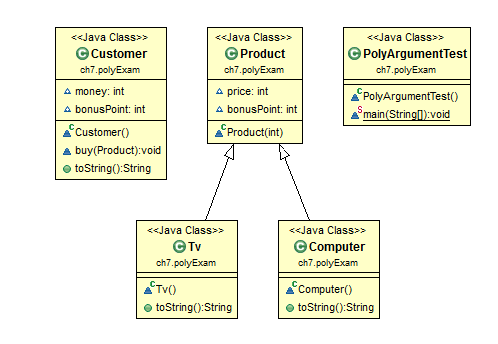 <<Java Class>>
Customer
ch7.polyExam
money: int
bonusPoint: int
Customer()
buy(Product):void
toString():String
<<Java Class>>
Product
ch7.polyExam
price: int
bonusPoint: int
Product(int)
<<Java Class>>
PolyArgumentTest
ch7.polyExam
PolyArgumentTest()
main(String[]):void
<<Java Class>>
Tv
ch7.polyExam
Tv()
toString():String
<<Java Class>>
Computer
ch7.polyExam
Computer()
toString():String